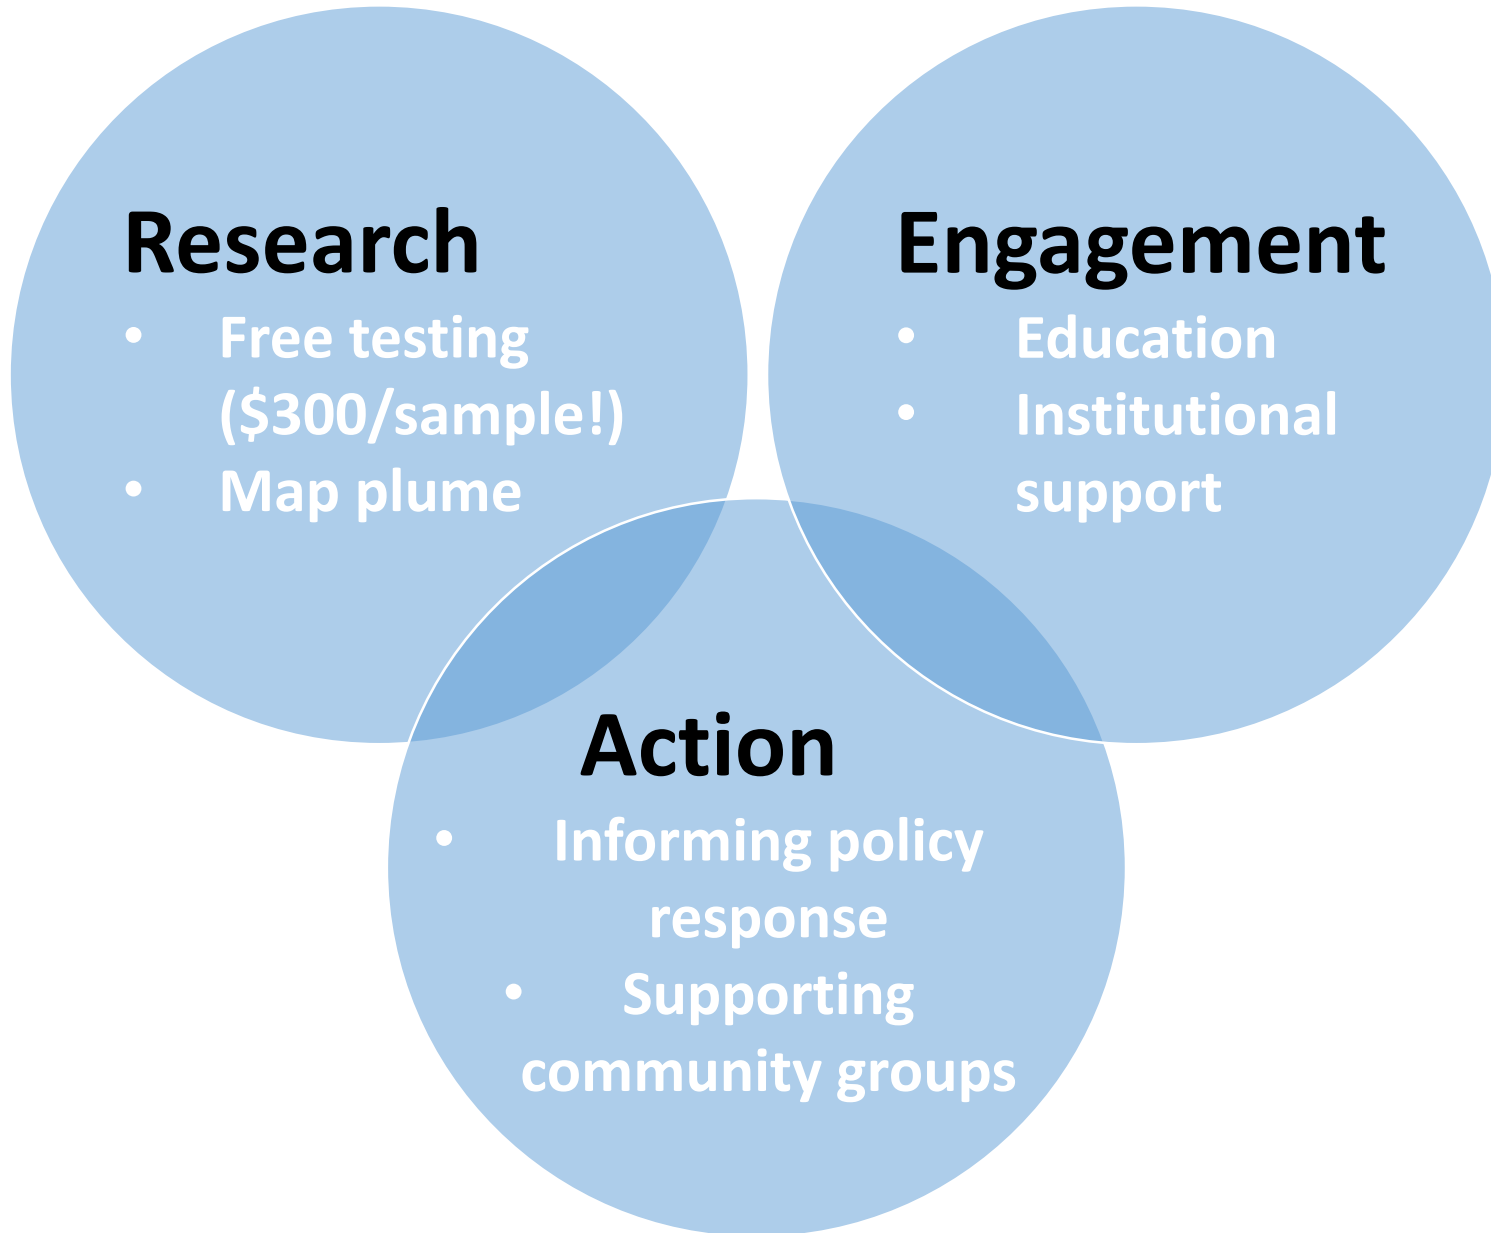 Research
• Free testing
($300/sample!)
• Map plume
Engagement
• Education
• Institutional
support
Action
• Informing policy
response
• Supporting
community groups